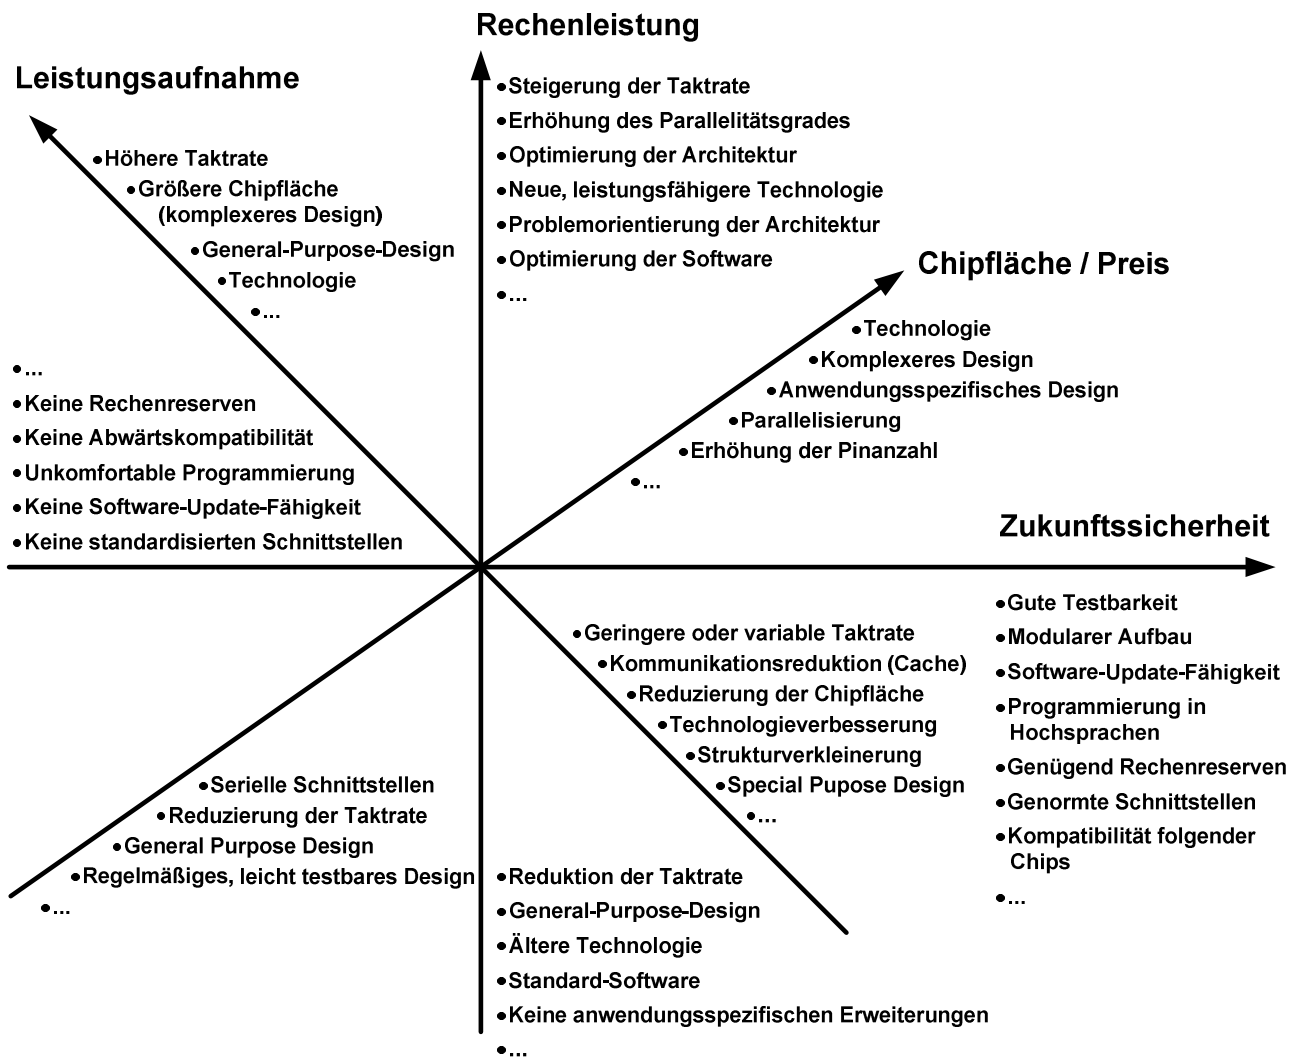 Rechenleistung
•Steigerung der Taktrate
•Erhöhung des Parallelitätsgrades
•Optimierung der Architektur
•Neue, leistungsfähigere Technologie
•Problemorientierung der Architektur
•Optimierung der Software
•...
Leistungsaufnahme
•Höhere Taktrate
•Größere Chipfläche
(komplexeres Design)
•General-Purpose-Design
•Technologie
•...
Chipfläche / Preis
•Technologie
•Komplexeres Design
•Anwendungsspezifisches Design
•Parallelisierung
•Erhöhung der Pinanzahl
•...
•...
•Keine Rechenreserven
•Keine Abwärtskompatibilität
•Unkomfortable Programmierung
•Keine Software-Update-Fähigkeit
•Keine standardisierten Schnittstellen
Zukunftssicherheit
•Gute Testbarkeit
•Modularer Aufbau
•Software-Update-Fähigkeit
•Programmierung in
Hochsprachen
•Genügend Rechenreserven
•Genormte Schnittstellen
•Kompatibilität folgender
Chips
•...
•Geringere oder variable Taktrate
•Kommunikationsreduktion (Cache)
•Reduzierung der Chipfläche
•Technologieverbesserung
•Strukturverkleinerung
•Special Pupose Design
•...
•Serielle Schnittstellen
•Reduzierung der Taktrate
•General Purpose Design
•Regelmäßiges, leicht testbares Design
•...
•Reduktion der Taktrate
•General-Purpose-Design
•Ältere Technologie
•Standard-Software
•Keine anwendungsspezifischen Erweiterungen
•...